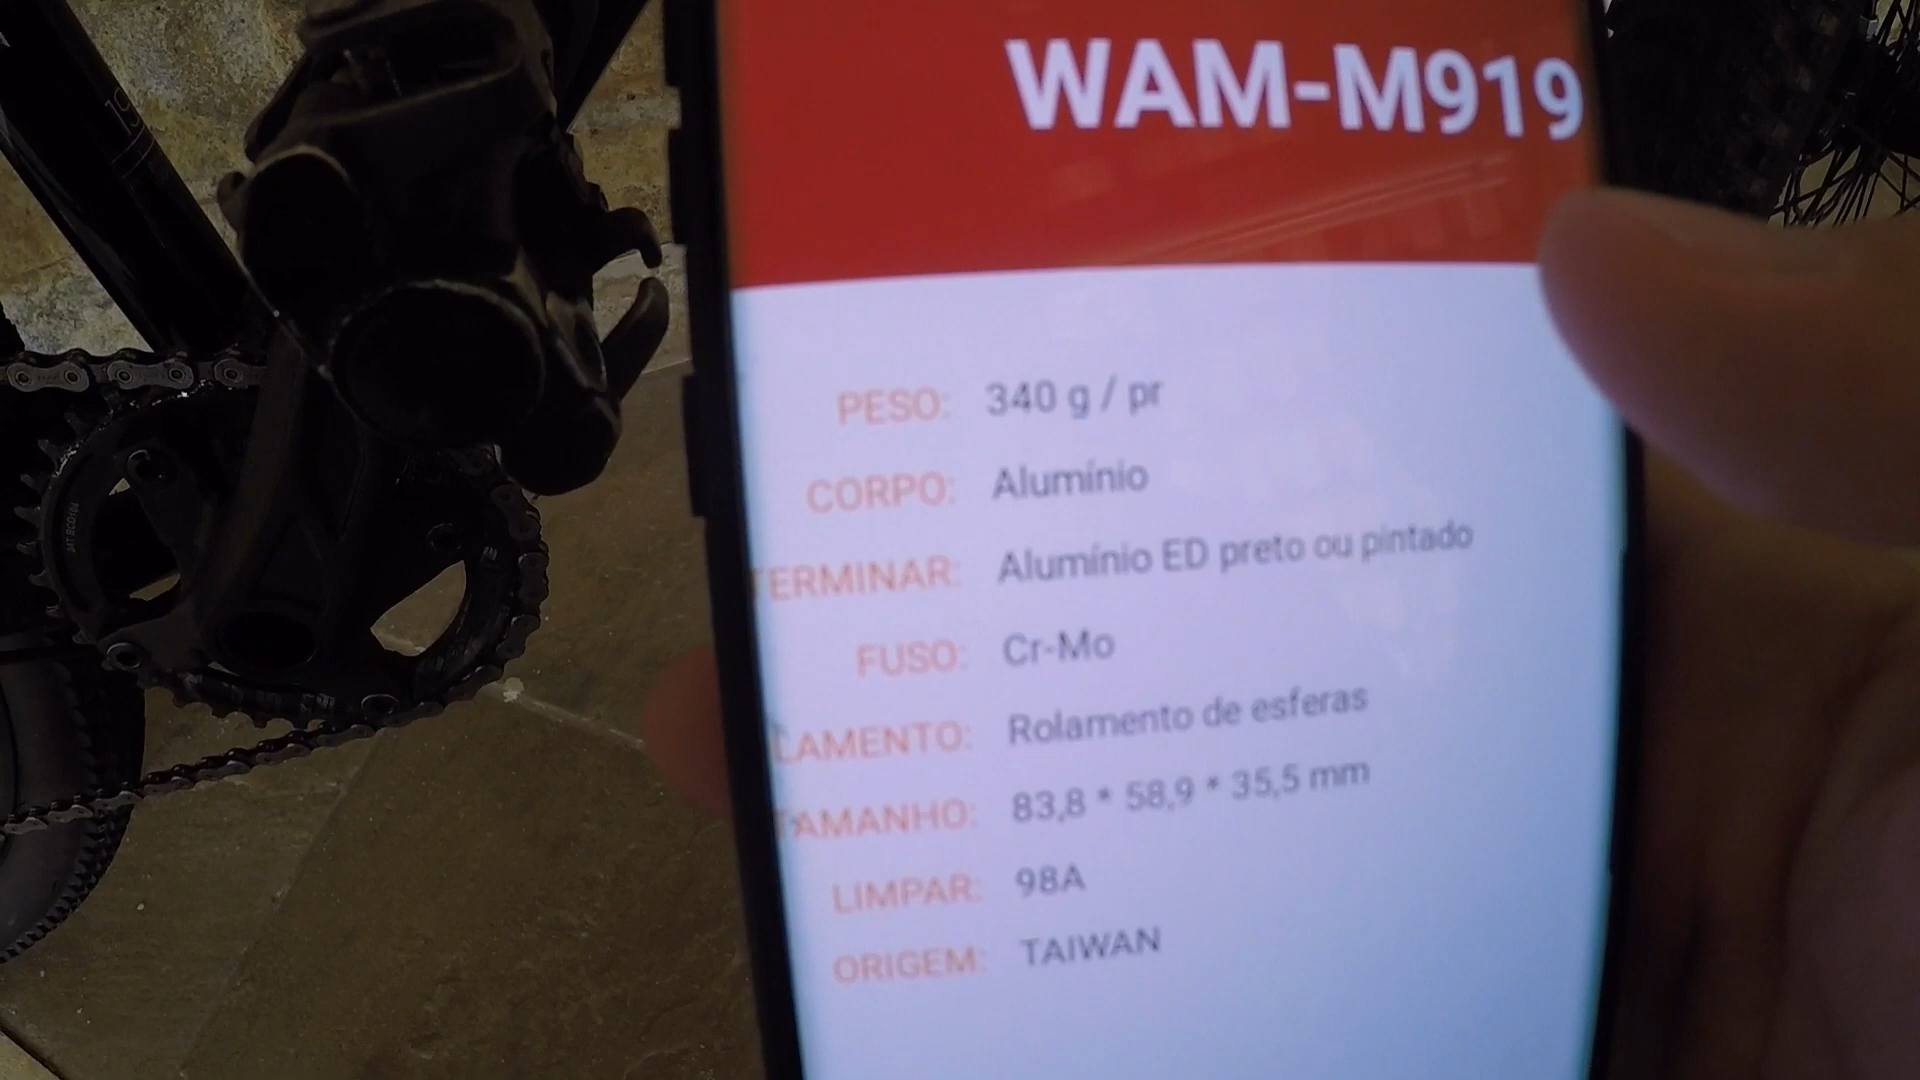 WAM-M919
PESO: 340 g / pr
CORPO: Alumínio
TERMINAR: Alumínio ED preto ou pintado
FUSO: Cr-Mo
LAMENTO: Rolamento de esferas
TAMANHO: 83,8 * 58,9 * 35,5 mm
LIMPAR: 98A
ORIGEM: TAIWAN
19